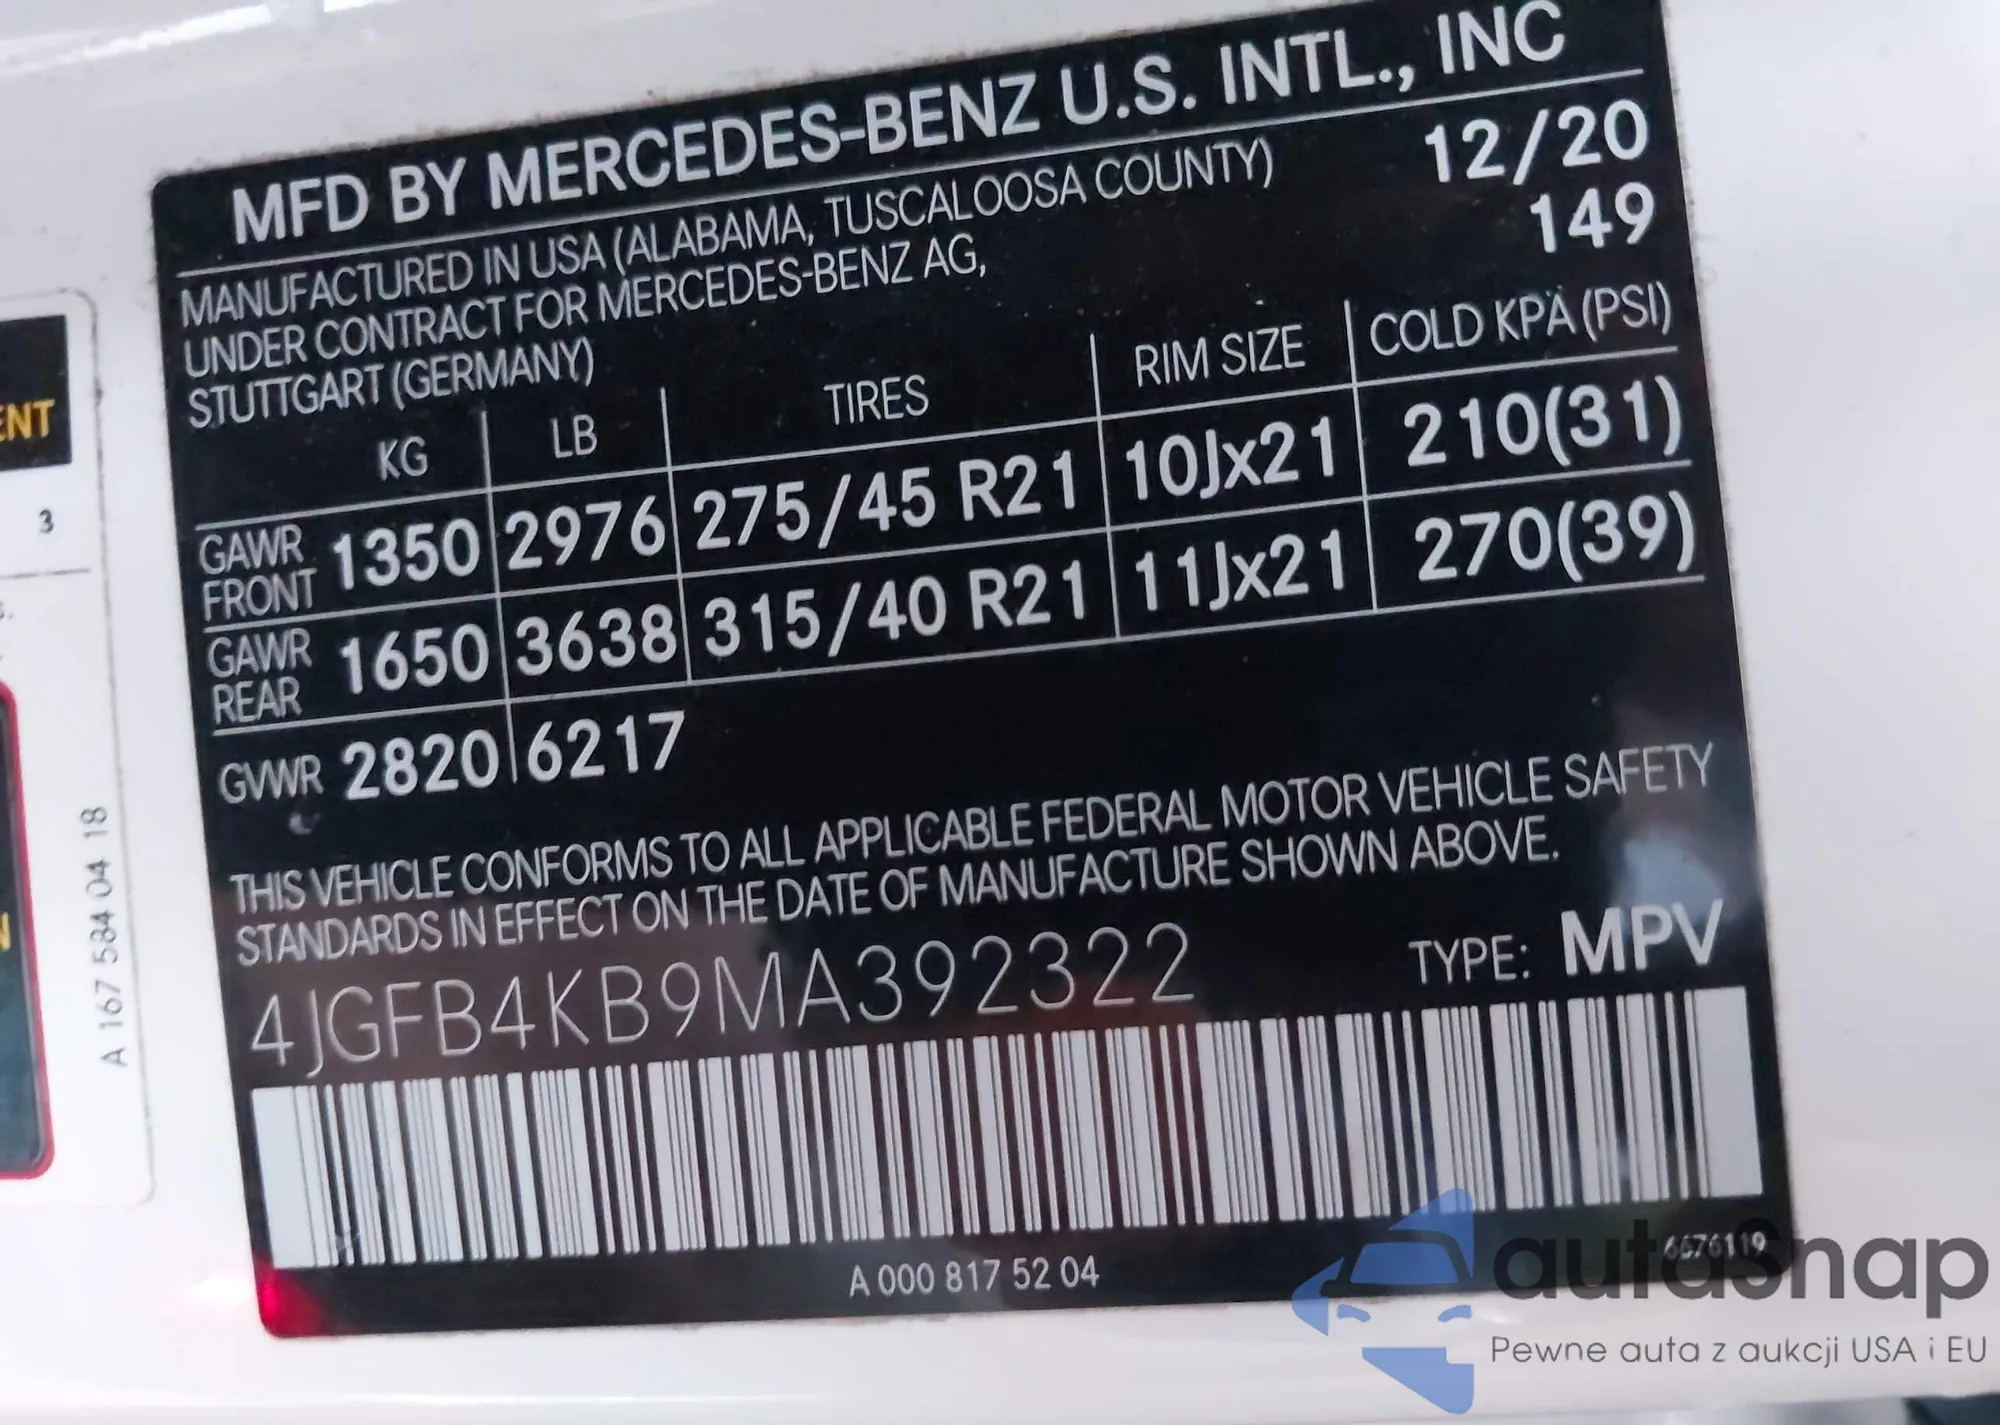 MFD BY MERCEDES-BENZ U.S. INTL., INC
MANUFACTURED IN USA (ALABAMA, TUSCALOOSA COUNTY) 12/20
UNDER CONTRACT FOR MERCEDES-BENZ AG, 149
STUTTGART (GERMANY)
KG LB TIRES RIM SIZE COLD KPA (PSI)
GAWR FRONT 1350 2976 275/45 R21 10Jx21 210(31)
GAWR REAR 1650 3638 315/40 R21 11Jx21 270(39)
GVWR 2820 6217
THIS VEHICLE CONFORMS TO ALL APPLICABLE FEDERAL MOTOR VEHICLE SAFETY
STANDARDS IN EFFECT ON THE DATE OF MANUFACTURE SHOWN ABOVE.
4JGFB4KB9MA392322 TYPE: MPV
A 000 817 52 04
6676119
3
A 167 584 04 18
autosnap
Pewne auta z aukcji USA i EU